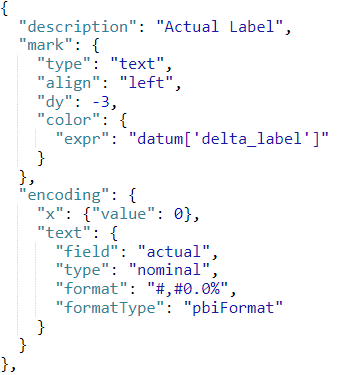 {
  "description": "Actual Label",
  "mark": {
    "type": "text",
    "align": "left",
    "dy": -3,
    "color": {
      "expr": "datum['delta_label']"
    }
  },
  "encoding": {
    "x": {"value": 0},
    "text": {
      "field": "actual",
      "type": "nominal",
      "format": "#,#0.0%",
      "formatType": "pbiFormat"
    }
  }
},